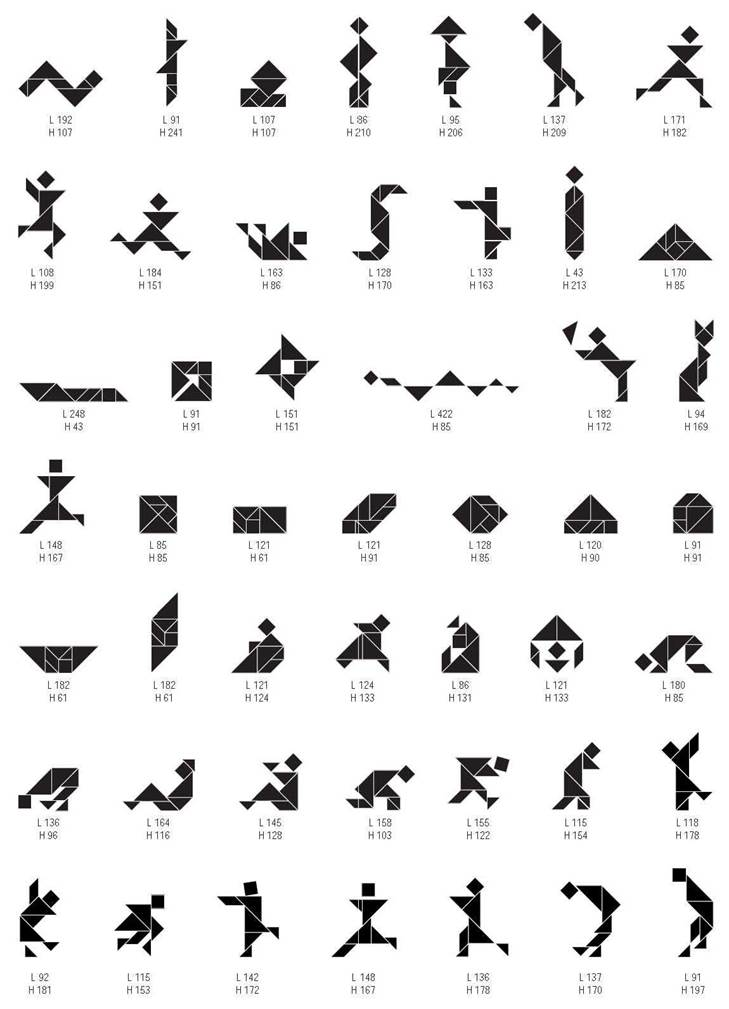 L 192
H 107
L 91
H 241
L 107
H 107
L 86
H 210
L 95
H 206
L 137
H 209
L 171
H 182
L 108
H 199
L 184
H 151
L 163
H 86
L 128
H 170
L 133
H 163
L 43
H 213
L 170
H 85
L 248
H 43
L 91
H 91
L 151
H 151
L 422
H 85
L 182
H 172
L 94
H 169
L 148
H 167
L 85
H 85
L 121
H 61
L 121
H 91
L 128
H 85
L 120
H 90
L 91
H 91
L 182
H 61
L 182
H 61
L 121
H 124
L 124
H 133
L 86
H 131
L 121
H 133
L 180
H 85
L 136
H 96
L 164
H 116
L 145
H 128
L 158
H 103
L 155
H 122
L 115
H 154
L 118
H 178
L 92
H 181
L 115
H 153
L 142
H 172
L 148
H 167
L 136
H 178
L 137
H 170
L 91
H 197